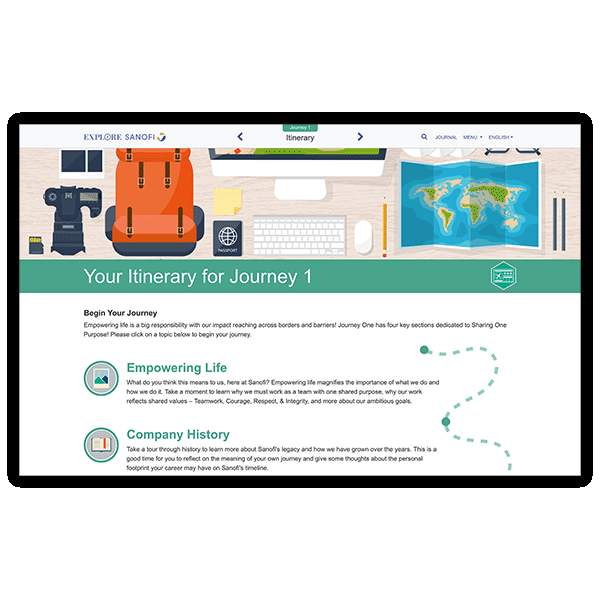 EXPLORE SANOFI
Journey 1
Itinerary
JOURNAL MENU ENGLISH
PASSPORT
Your Itinerary for Journey 1
Begin Your Journey
Empowering life is a big responsibility with our impact reaching across borders and barriers! Journey One has four key sections dedicated to Sharing One
Purpose! Please click on a topic below to begin your journey.
Empowering Life
What do you think this means to us, here at Sanofi? Empowering life magnifies the importance of what we do and
how we do it. Take a moment to learn why we must work as a team with one shared purpose, why our work
reflects shared values – Teamwork, Courage, Respect, & Integrity, and more about our ambitious goals.
Company History
Take a tour through history to learn more about Sanofi's legacy and how we have grown over the years. This is a
good time for you to reflect on the meaning of your own journey and give some thoughts about the personal
footprint your career may have on Sanofi's timeline.